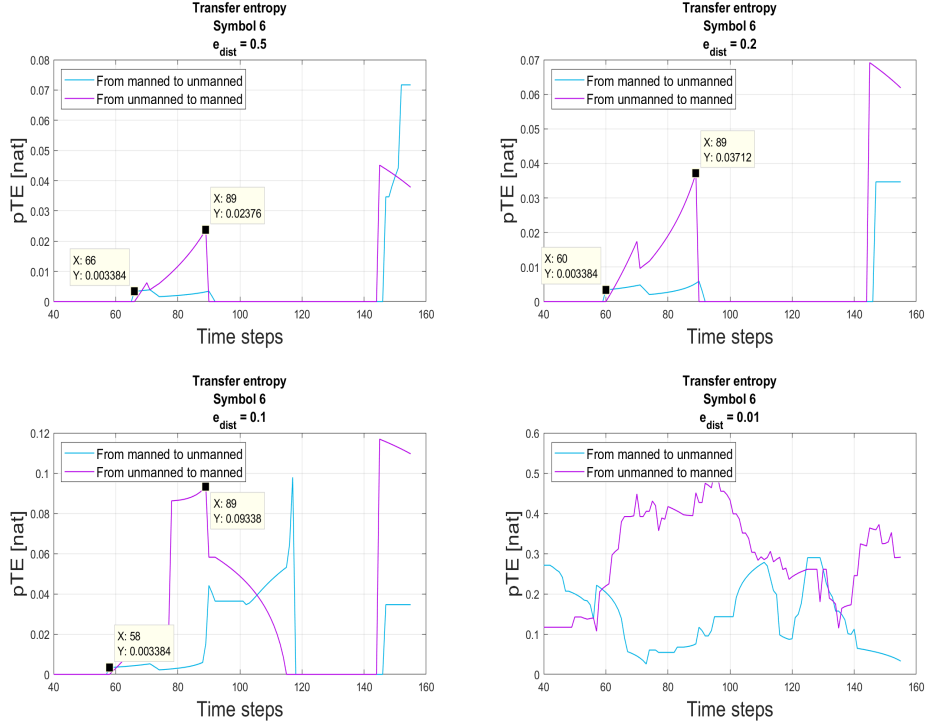 Transfer entropy
Symbol 6
e_dist = 0.5
0.08
0.07
0.06
0.05
0.04
0.03
0.02
0.01
0
pTE [nat]
From manned to unmanned
From unmanned to manned
X: 89
Y: 0.02376
X: 66
Y: 0.003384
40 60 80 100 120 140 160
Time steps
Transfer entropy
Symbol 6
e_dist = 0.2
0.07
0.06
0.05
0.04
0.03
0.02
0.01
0
pTE [nat]
From manned to unmanned
From unmanned to manned
X: 89
Y: 0.03712
X: 60
Y: 0.003384
40 60 80 100 120 140 160
Time steps
Transfer entropy
Symbol 6
e_dist = 0.1
0.12
0.1
0.08
0.06
0.04
0.02
0
pTE [nat]
From manned to unmanned
From unmanned to manned
X: 89
Y: 0.09338
X: 58
Y: 0.003384
40 60 80 100 120 140 160
Time steps
Transfer entropy
Symbol 6
e_dist = 0.01
0.6
0.5
0.4
0.3
0.2
0.1
0
pTE [nat]
From manned to unmanned
From unmanned to manned
40 60 80 100 120 140 160
Time steps